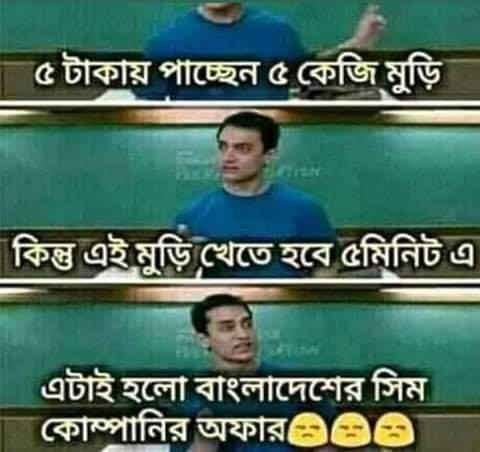 ৫ টাকায় পাচ্ছেন ৫ কেজি মুড়ি
কিন্তু এই মুড়ি খেতে হবে ৫মিনিট এ
এটাই হলো বাংলাদেশের সিম
কোম্পানির অফার😒😒😒